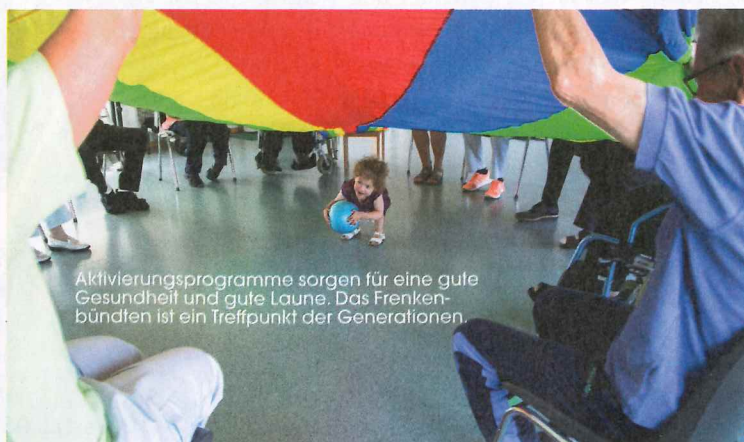 Aktivierungsprogramme sorgen für eine gute
Gesundheit und gute Laune. Das Frenken-
bündten ist ein Treffpunkt der Generationen.